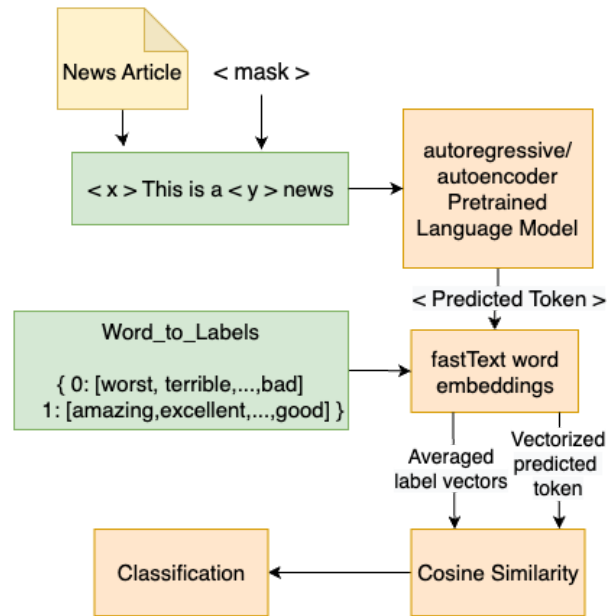 News Article
< mask >
< x > This is a < y > news
autoregressive/
autoencoder
Pretrained
Language Model
< Predicted Token >
Word_to_Labels
{ 0: [worst, terrible,...,bad]
1: [amazing,excellent,...,good] }
fastText word
embeddings
Averaged
label vectors
Vectorized
predicted
token
Classification
Cosine Similarity